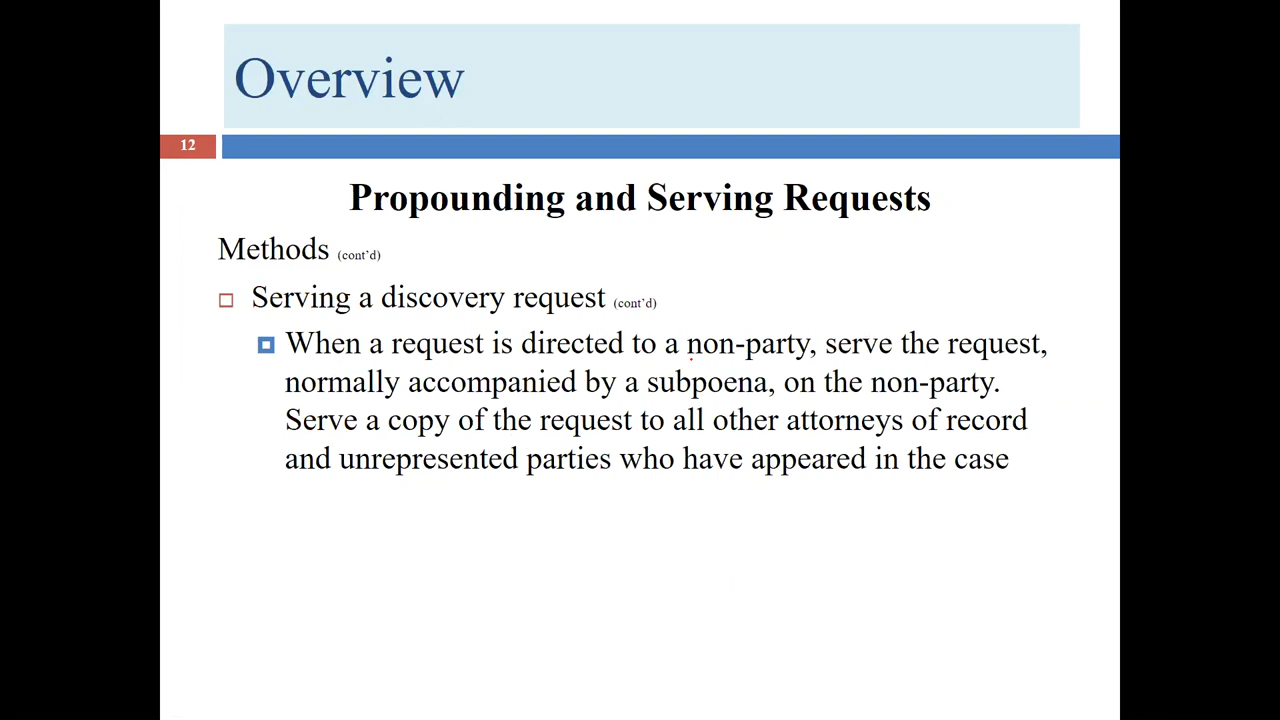 Overview
12
Propounding and Serving Requests
Methods (cont’d)
Serving a discovery request (cont’d)
When a request is directed to a non-party, serve the request,
normally accompanied by a subpoena, on the non-party.
Serve a copy of the request to all other attorneys of record
and unrepresented parties who have appeared in the case